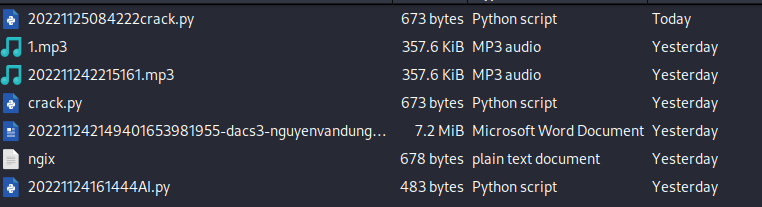 20221125084222crack.py 673 bytes Python script Today
1.mp3 357.6 KiB MP3 audio Yesterday
202211242215161.mp3 357.6 KiB MP3 audio Yesterday
crack.py 673 bytes Python script Yesterday
202211242149401653981955-dacs3-nguyenvandung... 7.2 MiB Microsoft Word Document Yesterday
ngix 678 bytes plain text document Yesterday
20221124161444AI.py 483 bytes Python script Yesterday